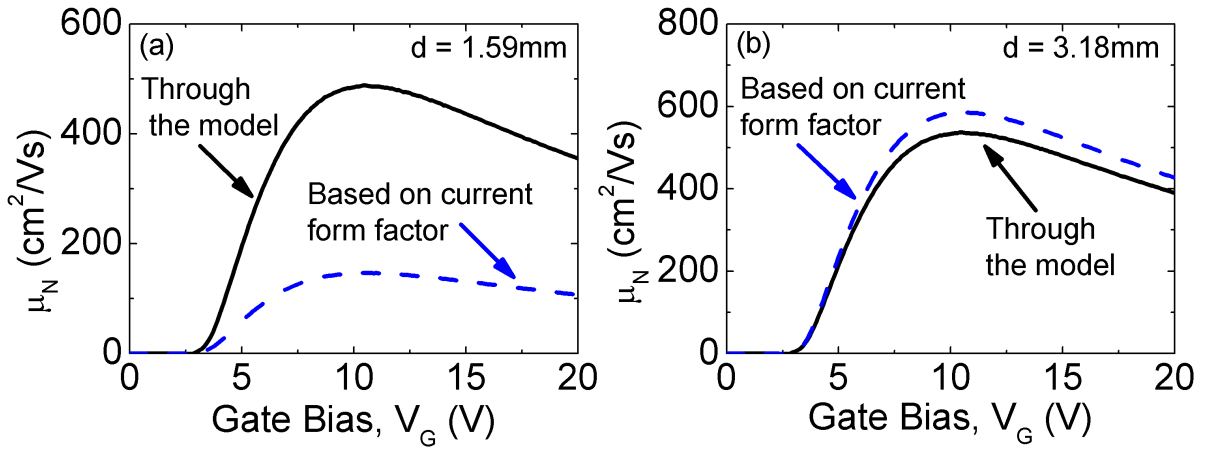 (a)
d = 1.59mm
Through
the model
Based on current
form factor
600
400
200
0
0 5 10 15 20
μN (cm2/Vs)
Gate Bias, VG (V)
(b)
d = 3.18mm
Based on current
form factor
Through
the model
800
600
400
200
0
0 5 10 15 20
μN (cm2/Vs)
Gate Bias, VG (V)